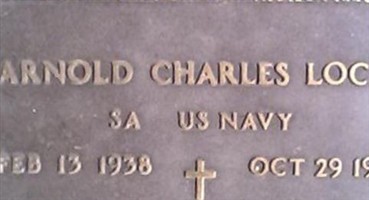 ARNOLD CHARLES LOC
SA US NAVY
FEB 13 1938 OCT 29 19